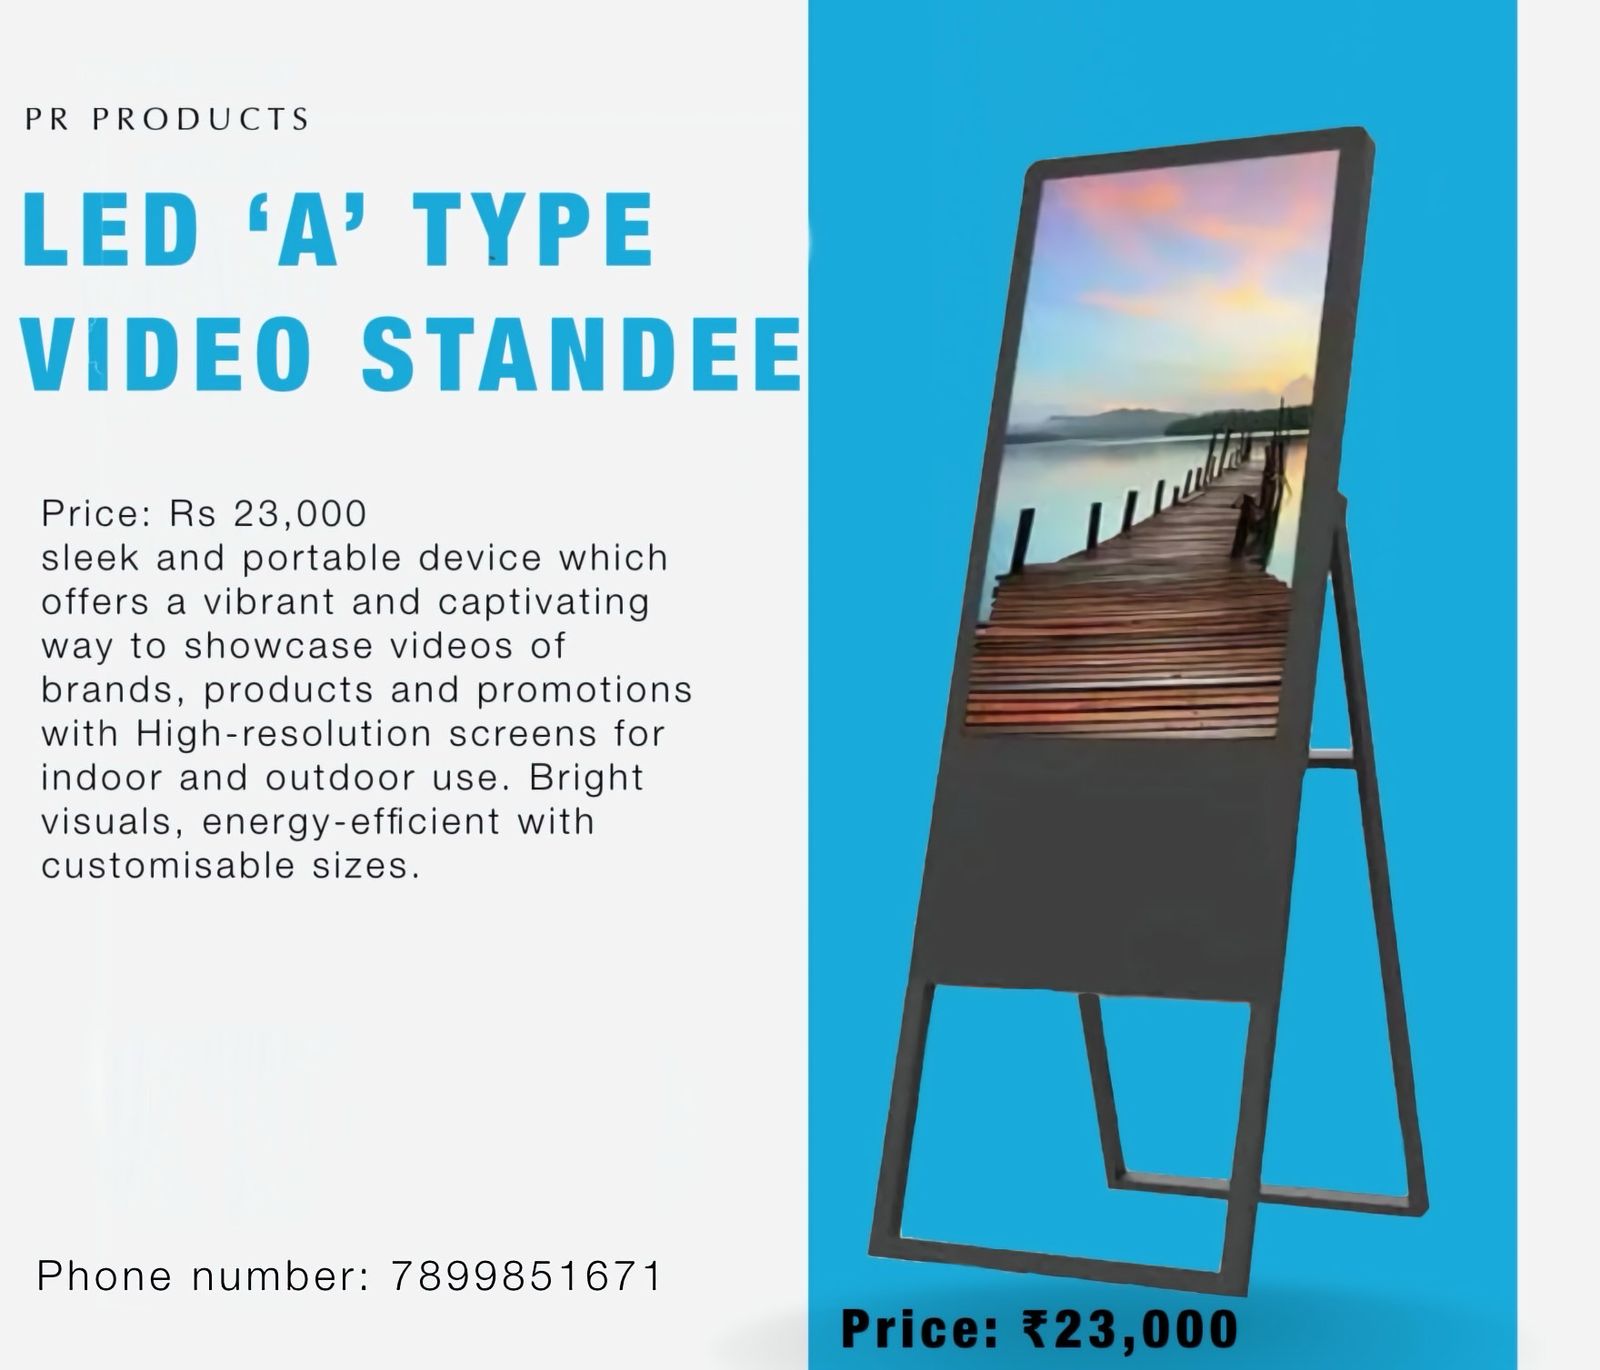 PR PRODUCTS
LED ‘A’ TYPE
VIDEO STANDEE
Price: Rs 23,000
sleek and portable device which
offers a vibrant and captivating
way to showcase videos of
brands, products and promotions
with High-resolution screens for
indoor and outdoor use. Bright
visuals, energy-efficient with
customisable sizes.
Phone number: 7899851671
Price: ₹23,000